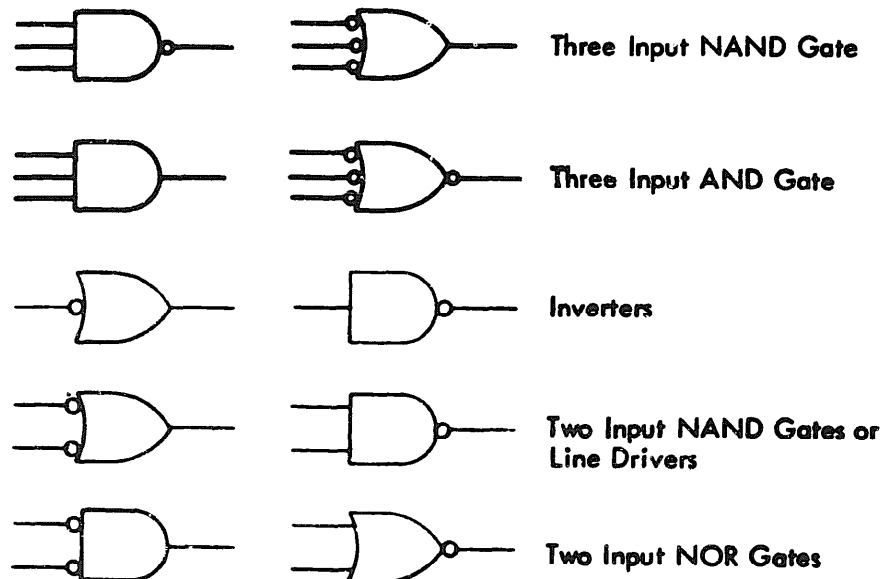 Three Input NAND Gate
Three Input AND Gate
Inverters
Two Input NAND Gates or
Line Drivers
Two Input NOR Gates